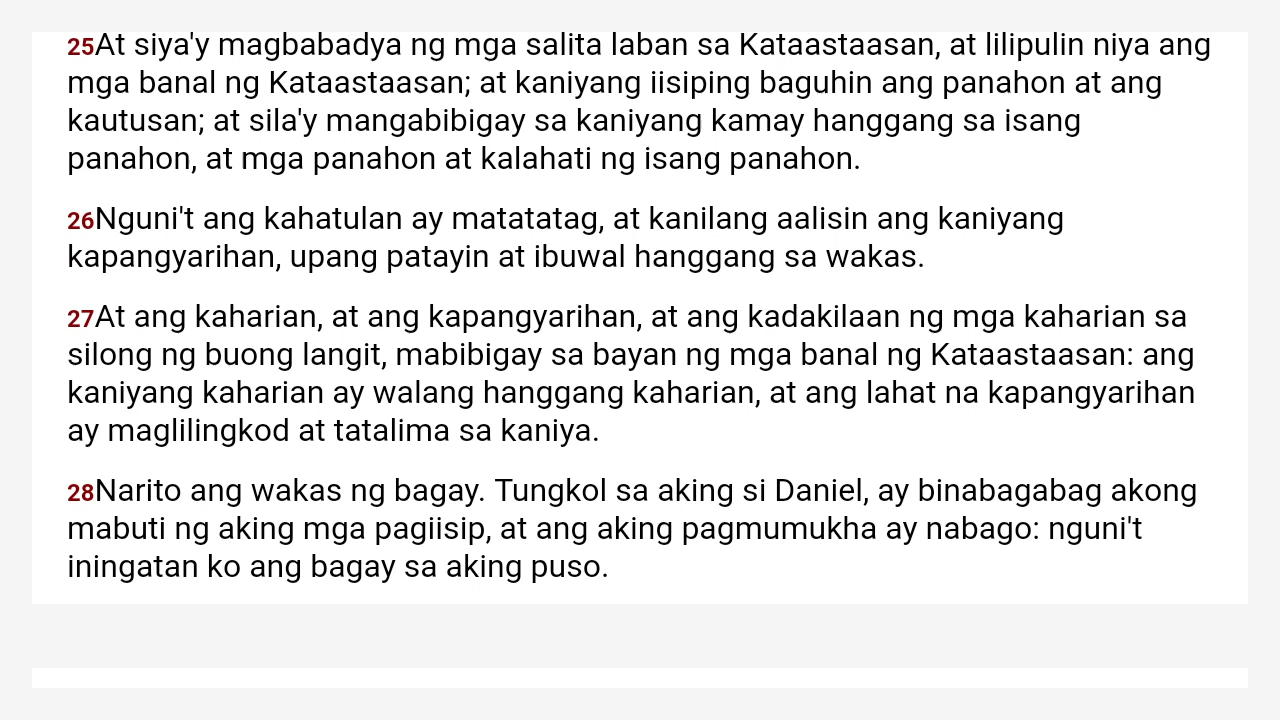 25At siya'y magbabadya ng mga salita laban sa Kataastaasan, at lilipulin niya ang
mga banal ng Kataastaasan; at kaniyang iisiping baguhin ang panahon at ang
kautusan; at sila'y mangabibigay sa kaniyang kamay hanggang sa isang
panahon, at mga panahon at kalahati ng isang panahon.
26Nguni't ang kahatulan ay matatatag, at kanilang aalisin ang kaniyang
kapangyarihan, upang patayin at ibuwal hanggang sa wakas.
27At ang kaharian, at ang kapangyarihan, at ang kadakilaan ng mga kaharian sa
silong ng buong langit, mabibigay sa bayan ng mga banal ng Kataastaasan: ang
kaniyang kaharian ay walang hanggang kaharian, at ang lahat na kapangyarihan
ay maglilingkod at tatalima sa kaniya.
28Narito ang wakas ng bagay. Tungkol sa aking si Daniel, ay binabagabag akong
mabuti ng aking mga pagiisip, at ang aking pagmumukha ay nabago: nguni't
iningatan ko ang bagay sa aking puso.